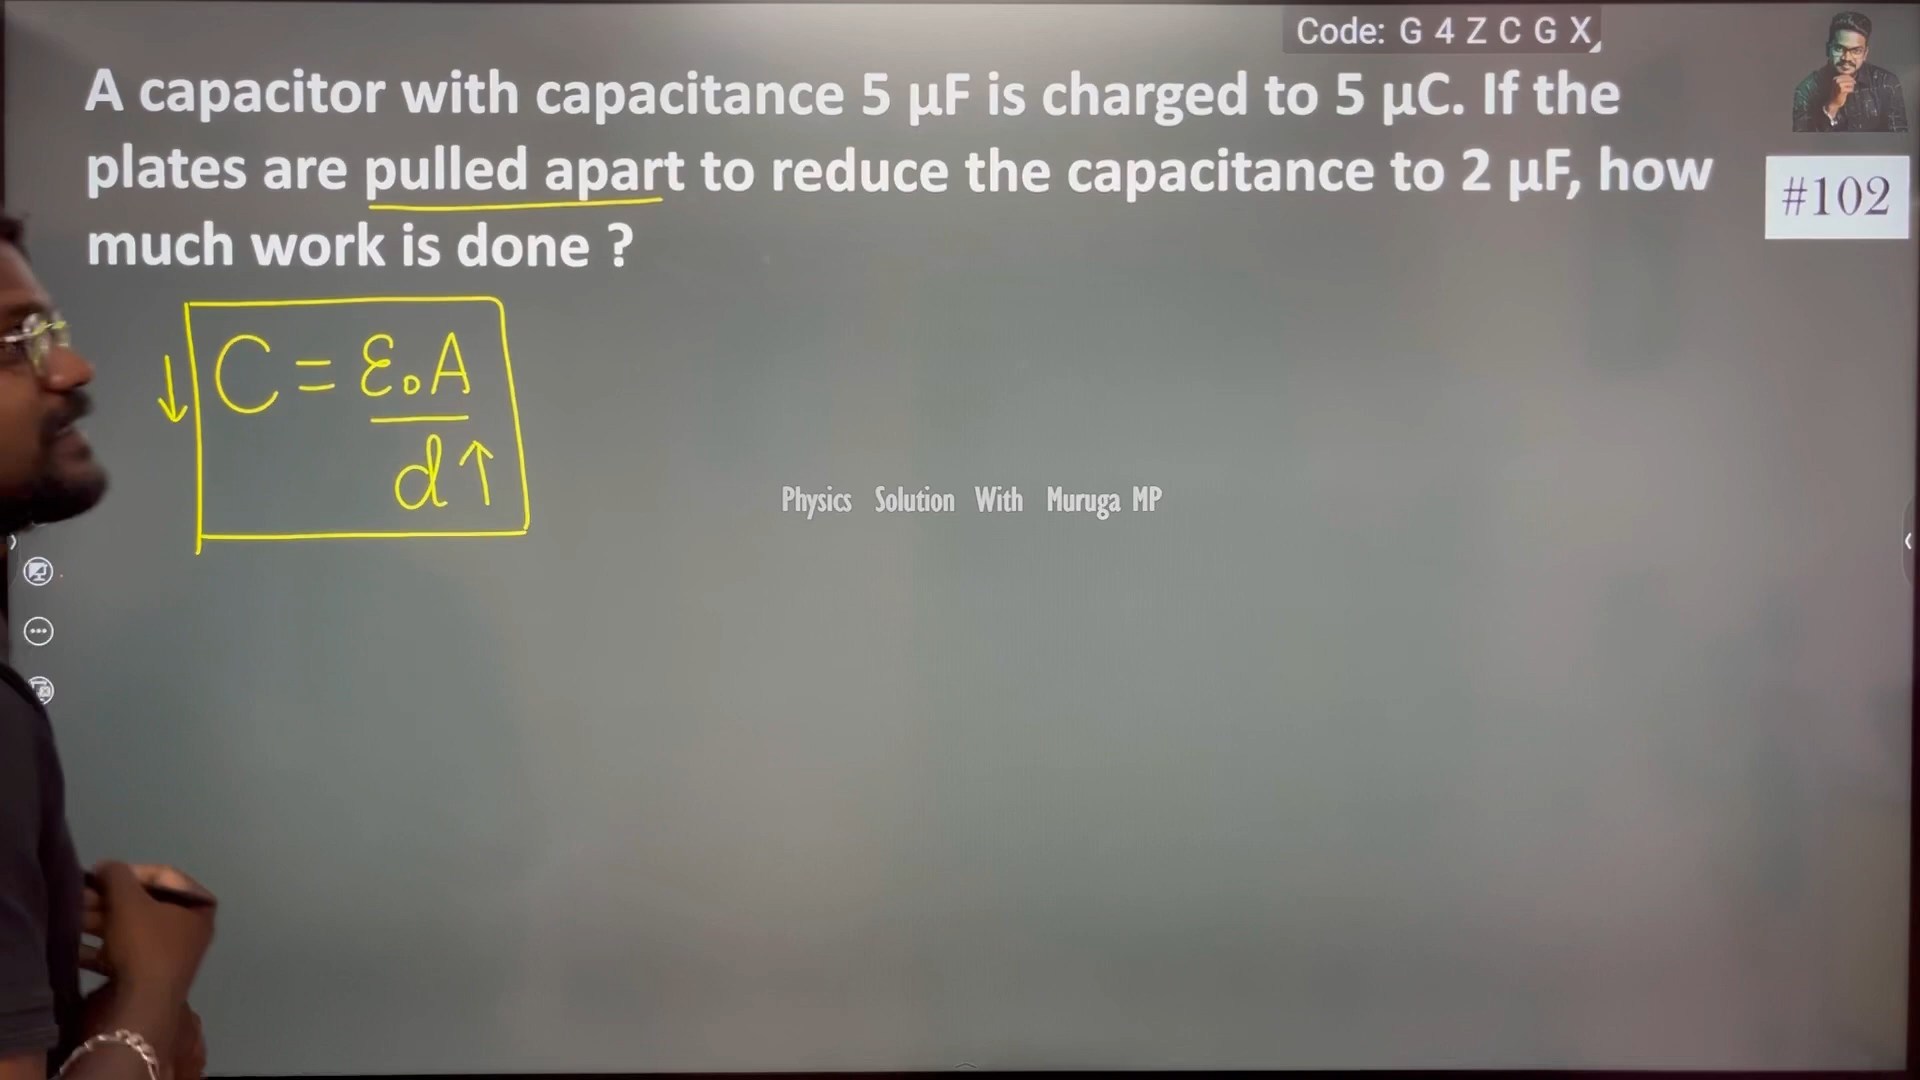 Code: G 4 Z C G X
A capacitor with capacitance 5 µF is charged to 5 µC. If the
plates are pulled apart to reduce the capacitance to 2 µF, how
much work is done ?
#102
↓ C = ε₀A
d↑
Physics Solution With Muruga MP